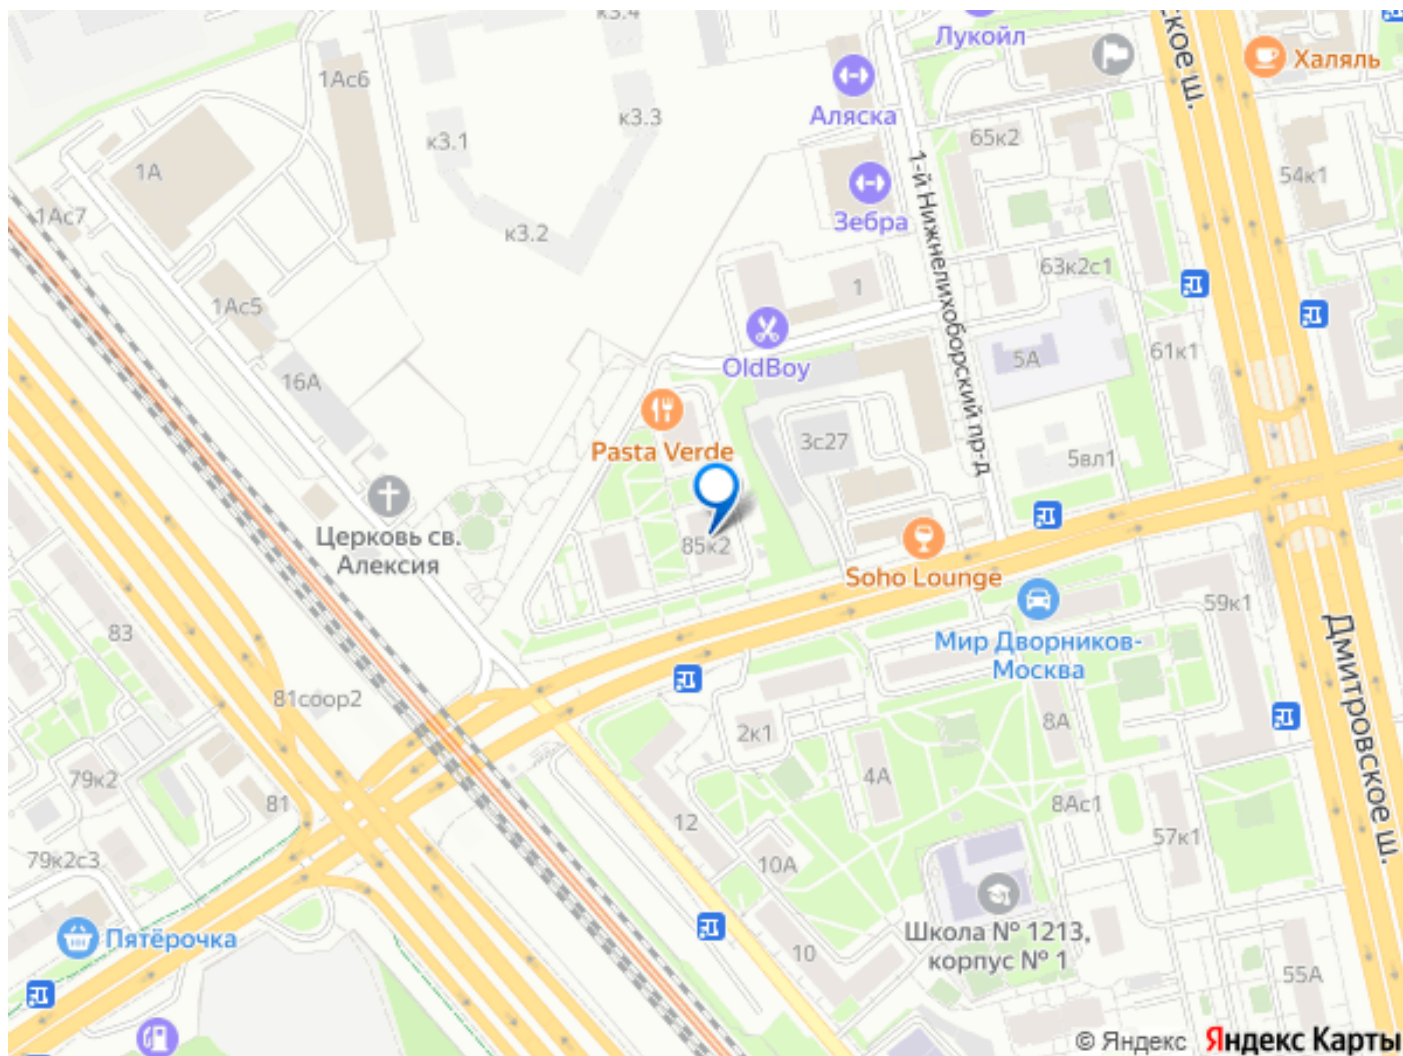 к3.4
Лукойл
ское ш.
Халяль
1Ас6
Аляска
к3.3
к3.1
65к2
1А
54к1
1-й Нижнелихоборский пр-д
1Ас7
Зебра
к3.2
63к2с1
1
1Ас5
OldBoy
5А
61к1
16А
Pasta Verde
3с27
5вл1
85к2
Церковь св.
Алексия
Soho Lounge
59к1
83
Мир Дворников-
Москва
Дмитровское ш.
81соор2
2к1
8А
79к2
4А
81
8Ас1
12
57к1
79к2с3
10А
Школа № 1213,
корпус № 1
Пятёрочка
10
55А
© Яндекс Яндекс Карты